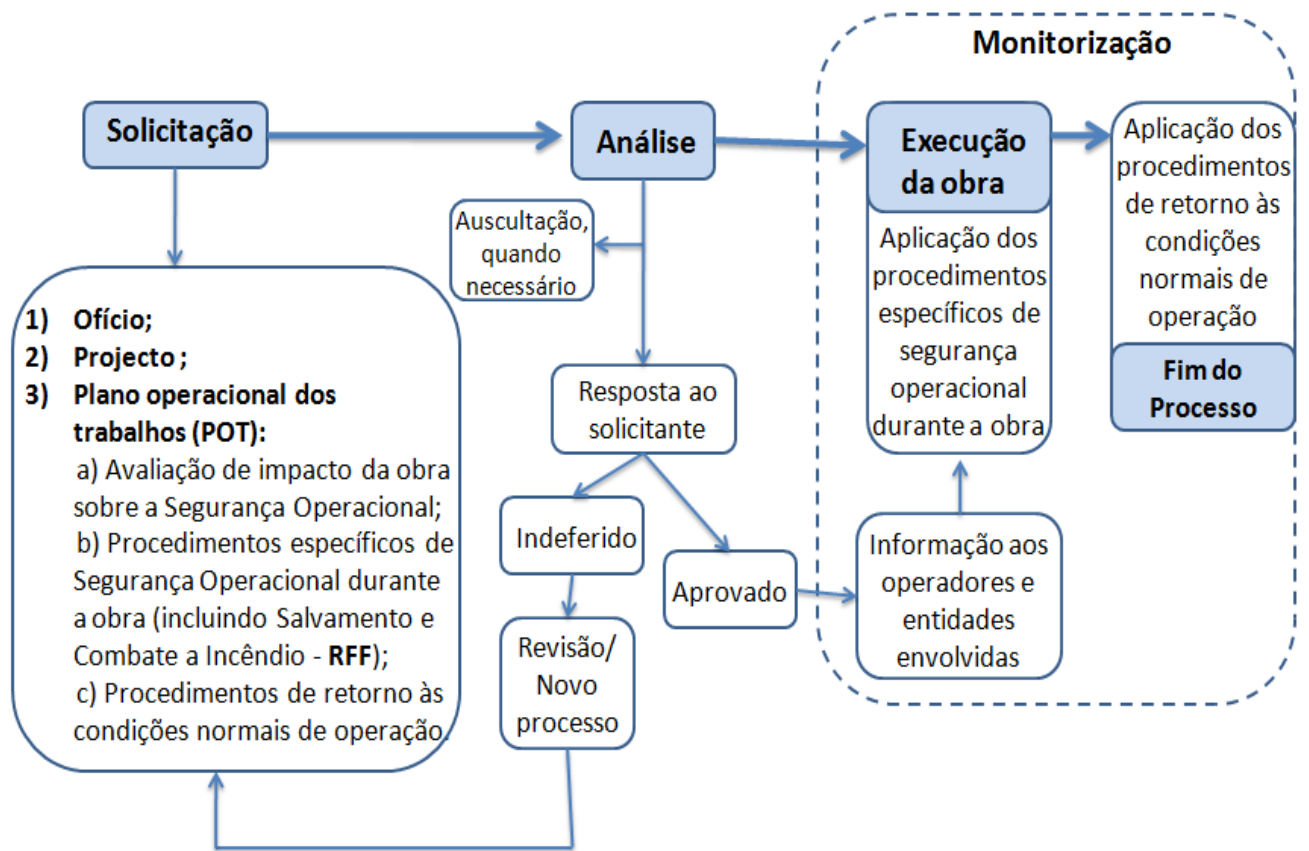 Monitorização
Solicitação
Análise
Execução
da obra
Aplicação dos
procedimentos
de retorno às
condições
normais de
operação
Fim do
Processo
Auscultação,
quando
necessário
Aplicação dos
procedimentos
específicos de
segurança
operacional
durante a obra
1) Ofício;
2) Projecto ;
3) Plano operacional dos
trabalhos (POT):
a) Avaliação de impacto da obra
sobre a Segurança Operacional;
b) Procedimentos específicos de
Segurança Operacional durante
a obra (incluindo Salvamento e
Combate a Incêndio - RFF);
c) Procedimentos de retorno às
condições normais de operação.
Resposta ao
solicitante
Indeferido
Aprovado
Informação aos
operadores e
entidades
envolvidas
Revisão/
Novo
processo